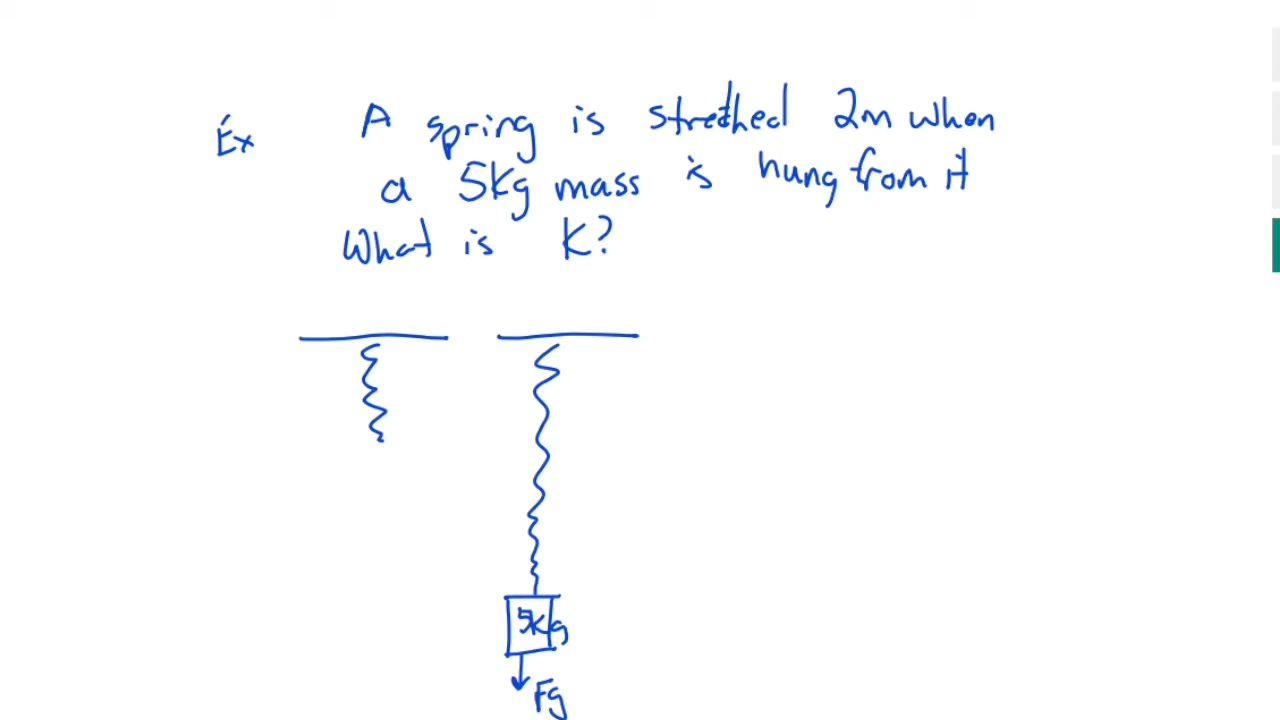 Ex A spring is stretched 2m when
a 5kg mass is hung from it
What is K?
5kg
Fg